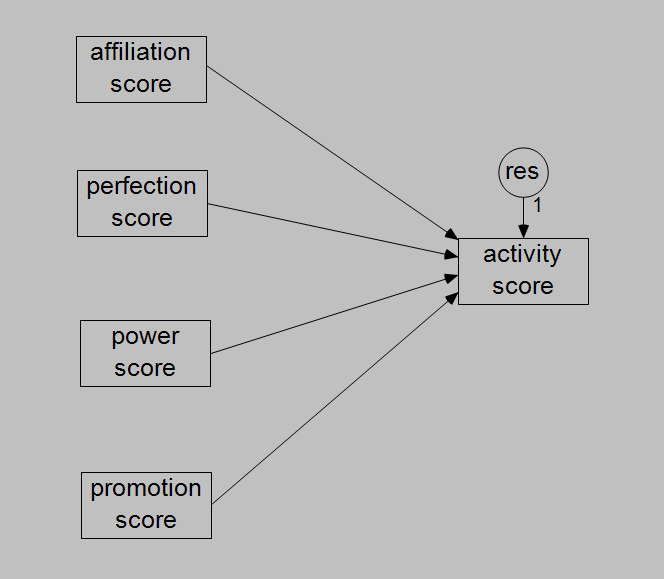 affiliation
score
perfection
score
power
score
promotion
score
res
1
activity
score